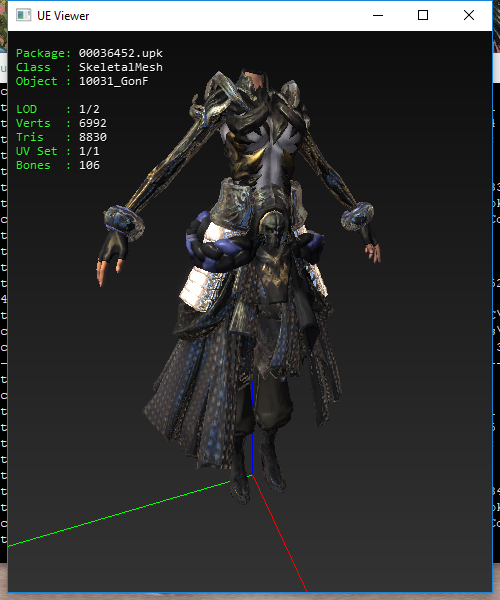 UE Viewer
Package: 00036452.upk
Class  : SkeletalMesh
Object : 10031_GonF
LOD    : 1/2
Verts  : 6992
Tris   : 8830
UV Set : 1/1
Bones  : 106